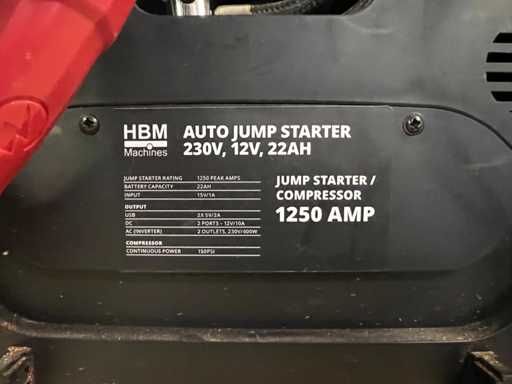 HBM
Machines
AUTO JUMP STARTER
230V, 12V, 22AH
JUMP STARTER RATING 1250 PEAK AMPS
BATTERY CAPACITY 22AH
INPUT 15V/1A
OUTPUT
USB 2X 5V/2A
DC 2 PORTS - 12V/10A
AC (INVERTER) 2 OUTLETS, 230V/400W
COMPRESSOR
CONTINUOUS POWER 150PSI
JUMP STARTER /
COMPRESSOR
1250 AMP